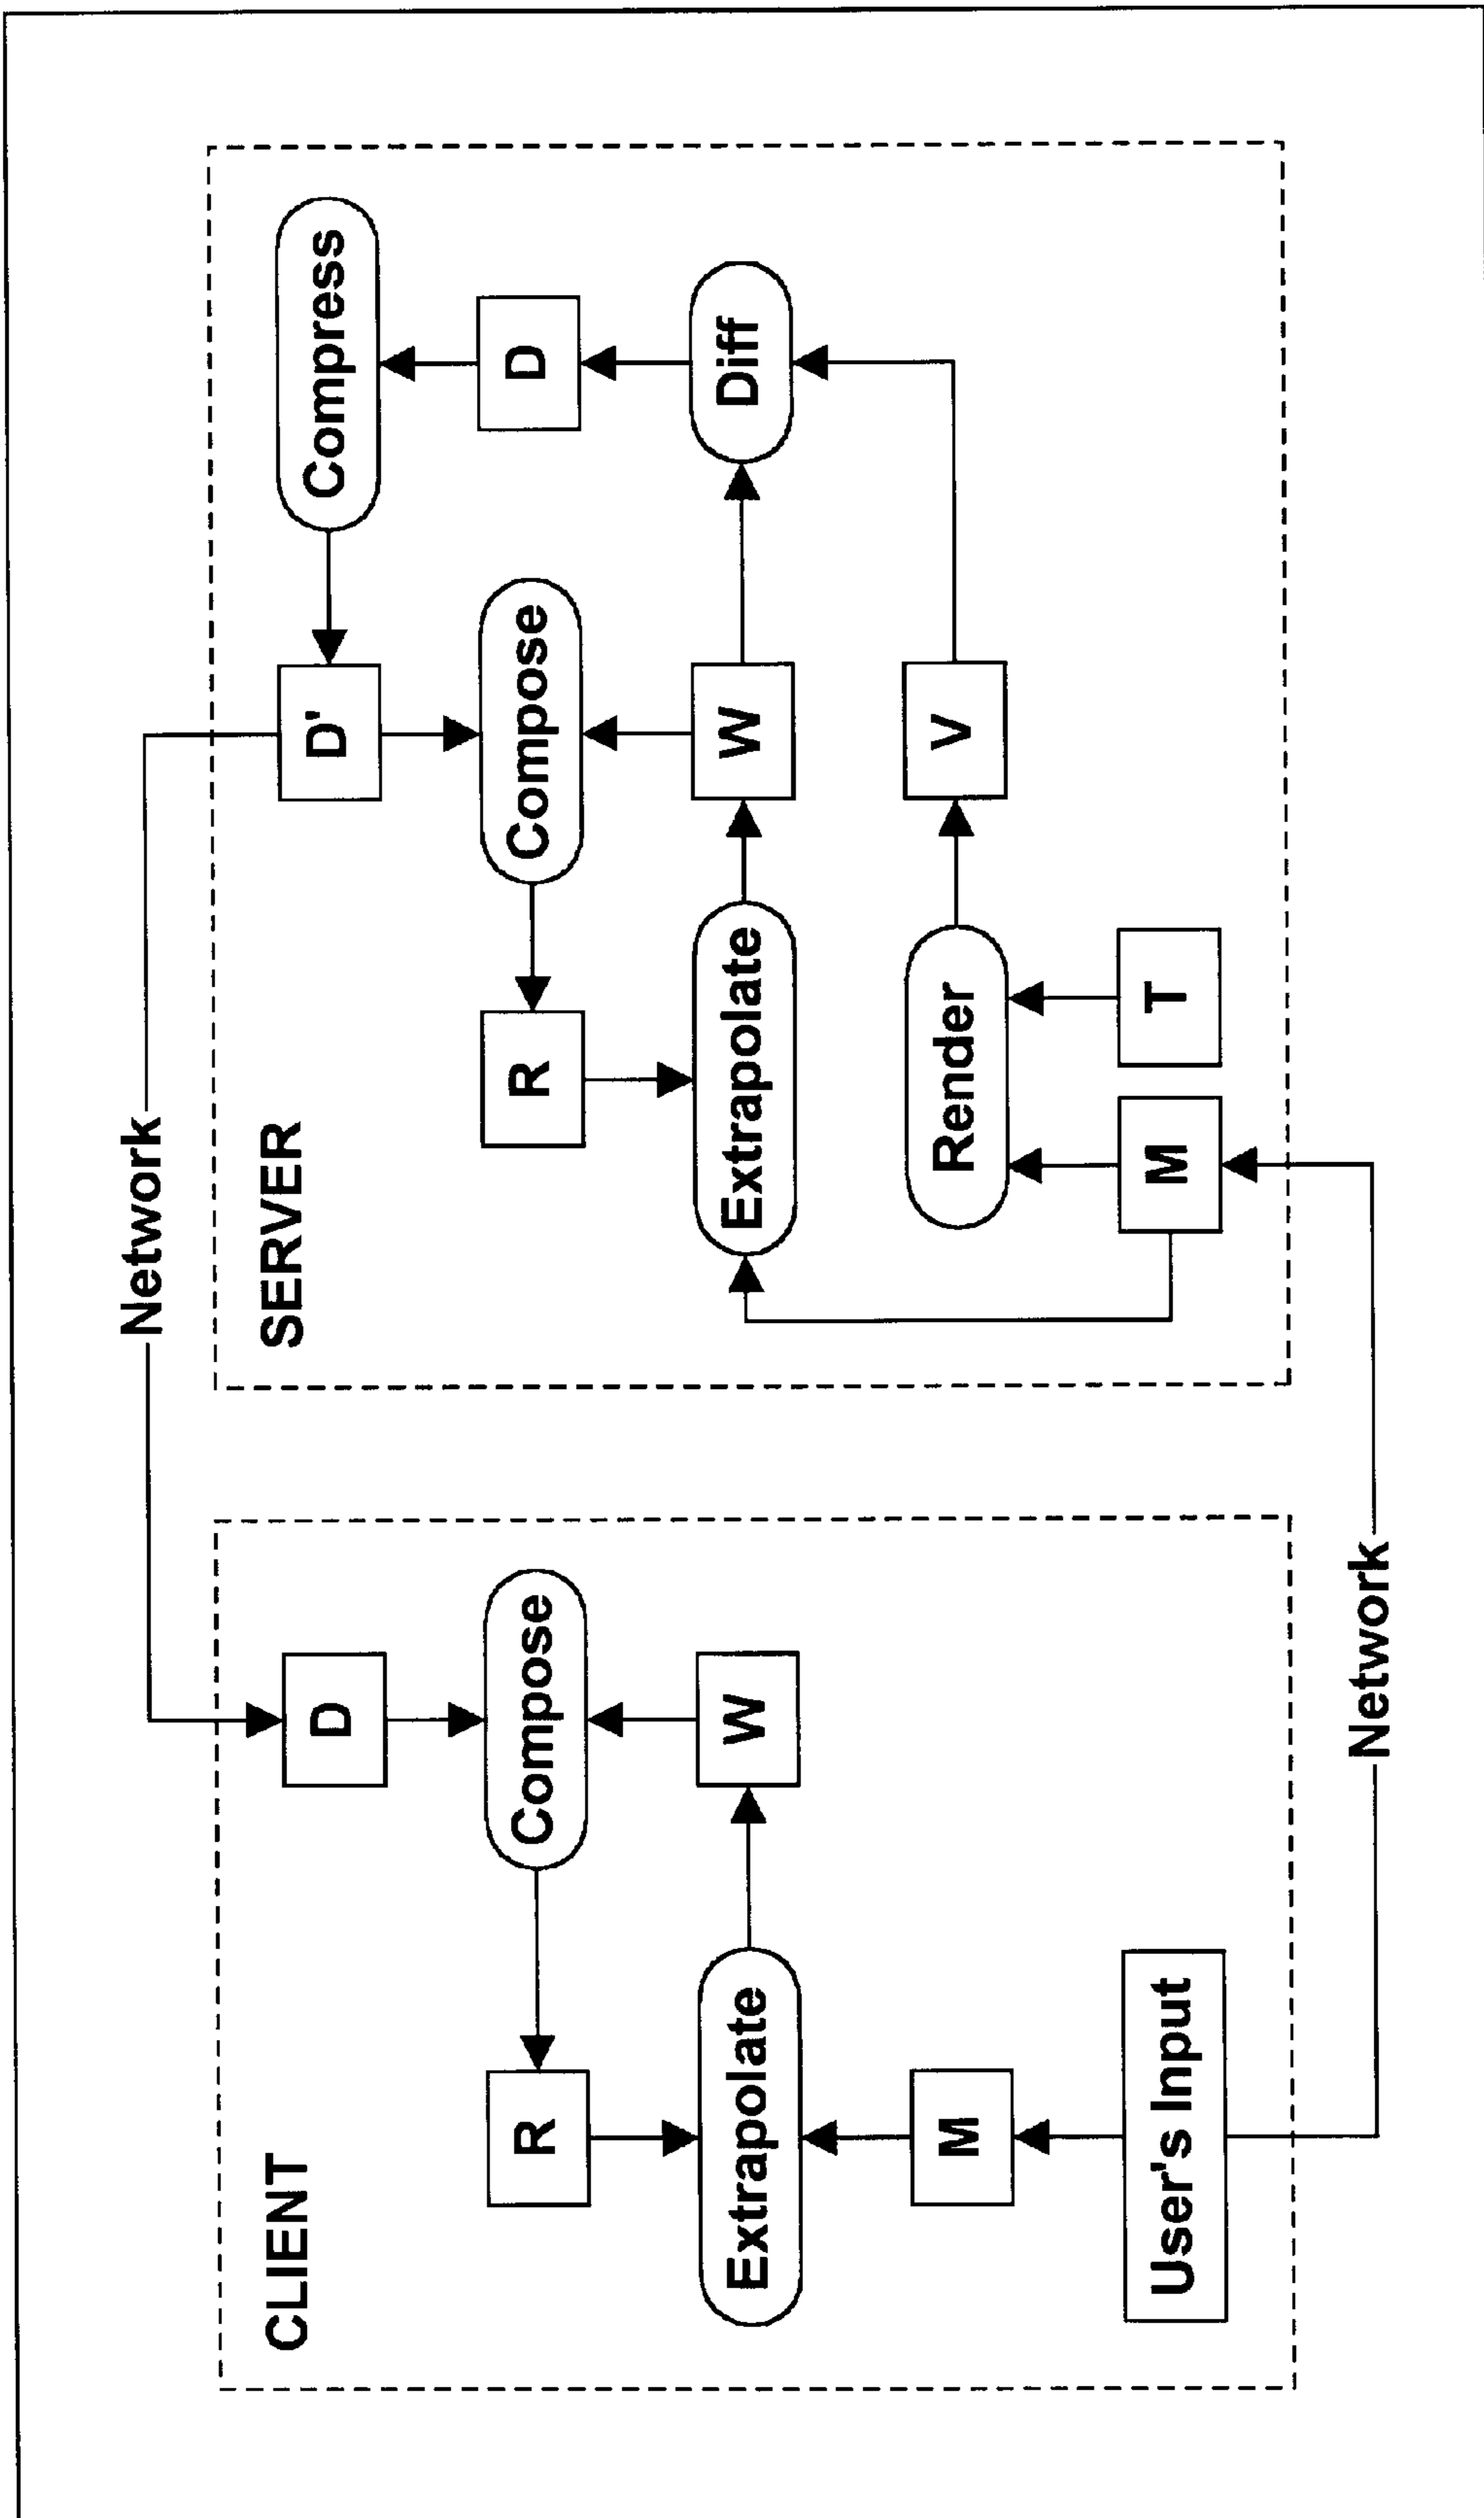 Network
CLIENT
D
R
Compose
Extrapolate
W
M
User's Input
Network
SERVER
D'
Compress
R
Compose
D
Extrapolate
W
Diff
Render
V
M
T